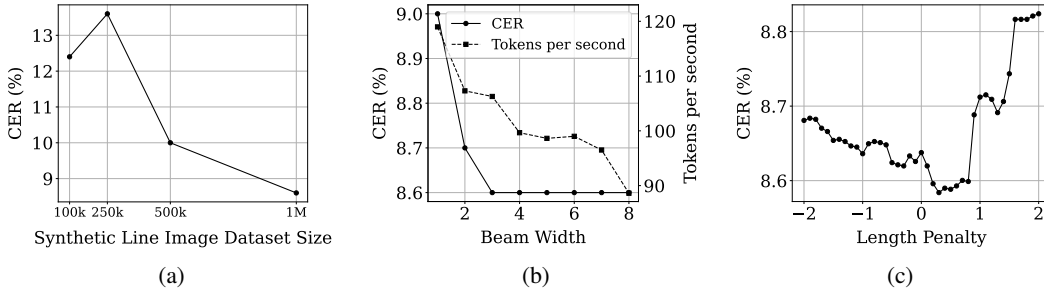 13
12
11
10
9
CER (%)
100k 250k 500k 1M
Synthetic Line Image Dataset Size
(a)
9.0
8.9
8.8
8.7
8.6
CER (%)
CER
Tokens per second
120
110
100
90
Tokens per second
2 4 6 8
Beam Width
(b)
8.8
8.7
8.6
CER (%)
−2 −1 0 1 2
Length Penalty
(c)